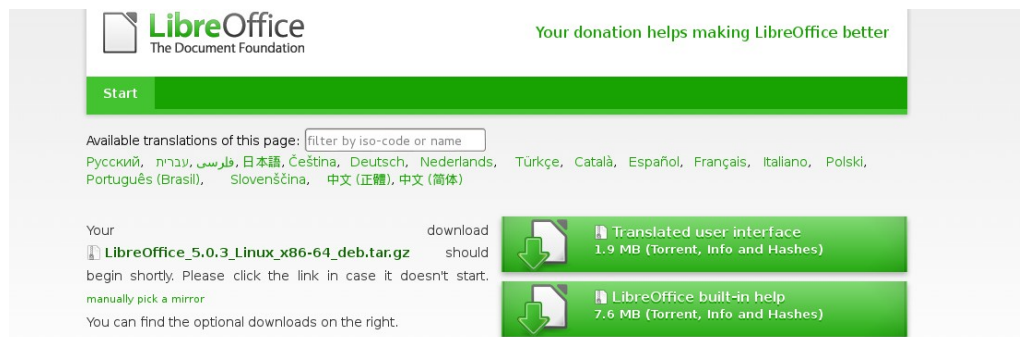 LibreOffice
The Document Foundation
Your donation helps making LibreOffice better
Start
Available translations of this page: filter by iso-code or name
Русский, עברית, فارسی, 日本語, Čeština, Deutsch, Nederlands, Türkçe, Català, Español, Français, Italiano, Polski,
Português (Brasil), Slovenščina, 中文 (正體), 中文 (简体)
Your download
LibreOffice_5.0.3_Linux_x86-64_deb.tar.gz should
begin shortly. Please click the link in case it doesn't start.
manually pick a mirror
You can find the optional downloads on the right.
Translated user interface
1.9 MB (Torrent, Info and Hashes)
LibreOffice built-in help
7.6 MB (Torrent, Info and Hashes)